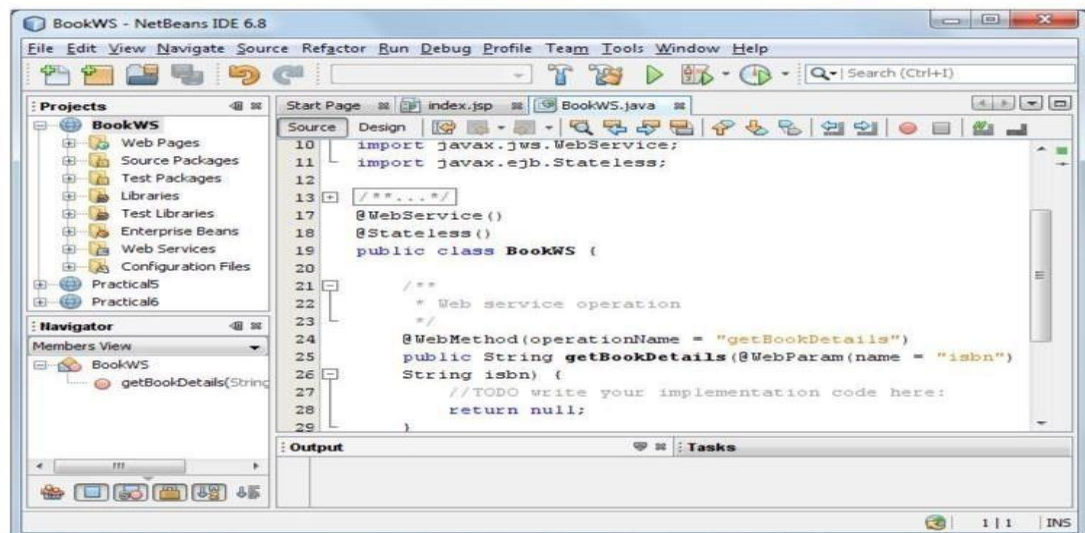 BookWS - NetBeans IDE 6.8
File Edit View Navigate Source Refactor Run Debug Profile Team Tools Window Help
Search (Ctrl+I)
Projects
BookWS
Web Pages
Source Packages
Test Packages
Libraries
Test Libraries
Enterprise Beans
Web Services
Configuration Files
Practical5
Practical6
Navigator
Members View
BookWS
getBookDetails(String
Start Page index.jsp BookWS.java
Source Design
10 import javax.jws.WebService;
11 import javax.ejb.Stateless;
12
13 /**...*/
17 @WebService()
18 @Stateless()
19 public class BookWS {
20
21 /**
22 * Web service operation
23 */
24 @WebMethod(operationName = "getBookDetails")
25 public String getBookDetails(@WebParam(name = "isbn")
26 String isbn) {
27 //TODO write your implementation code here:
28 return null;
29 }
Output Tasks
1 | 1 INS